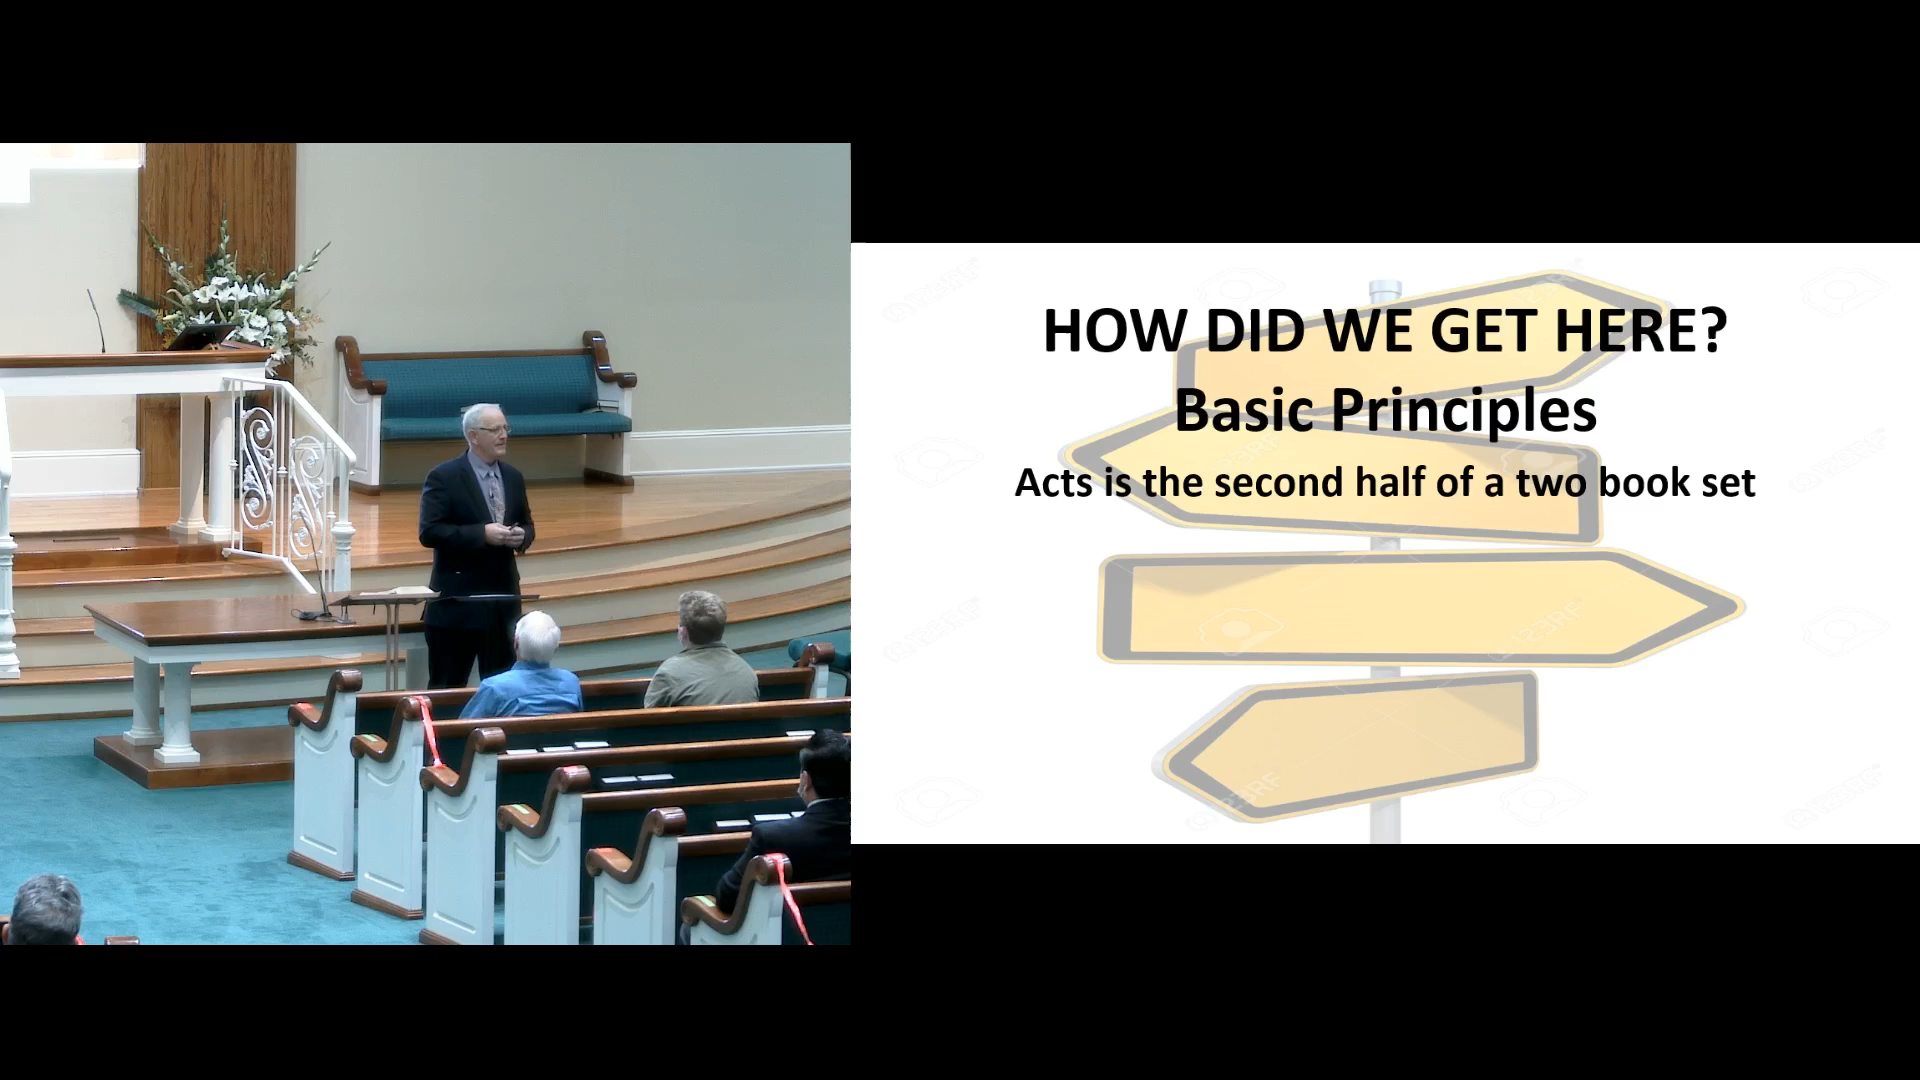 HOW DID WE GET HERE?
Basic Principles
Acts is the second half of a two book set